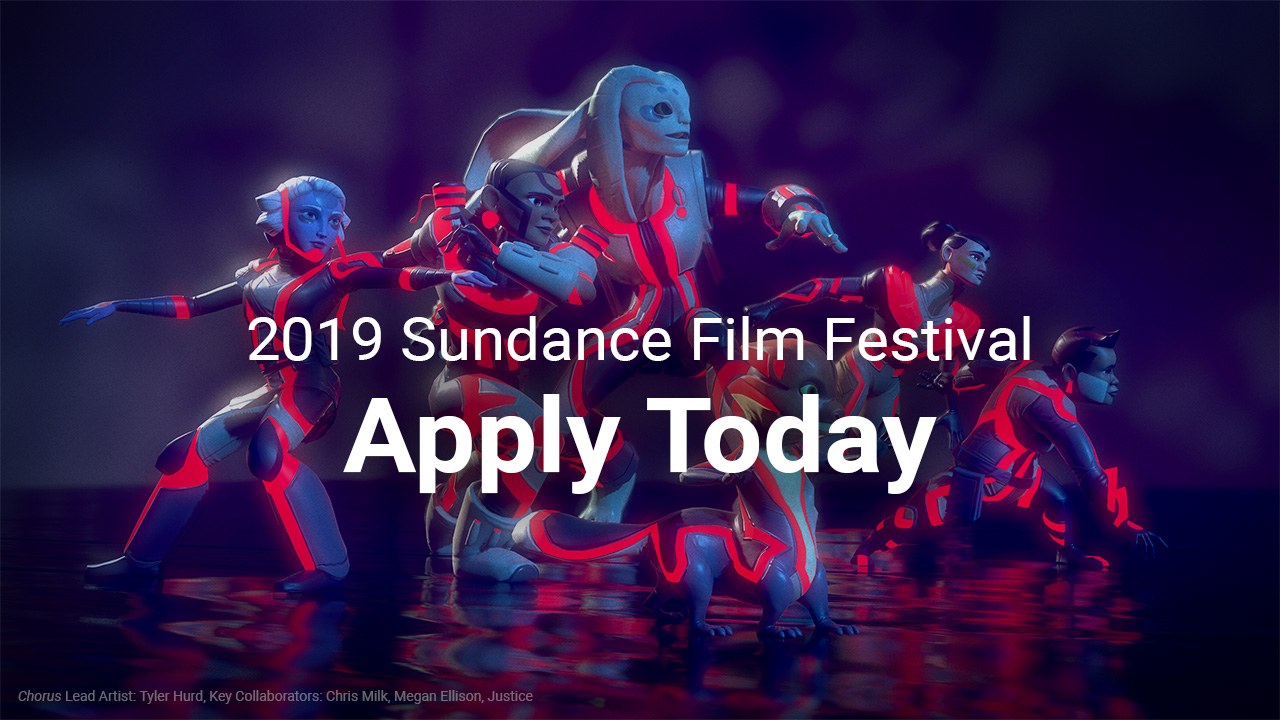 2019 Sundance Film Festival
Apply Today
Chorus Lead Artist: Tyler Hurd, Key Collaborators: Chris Milk, Megan Ellison, Justice